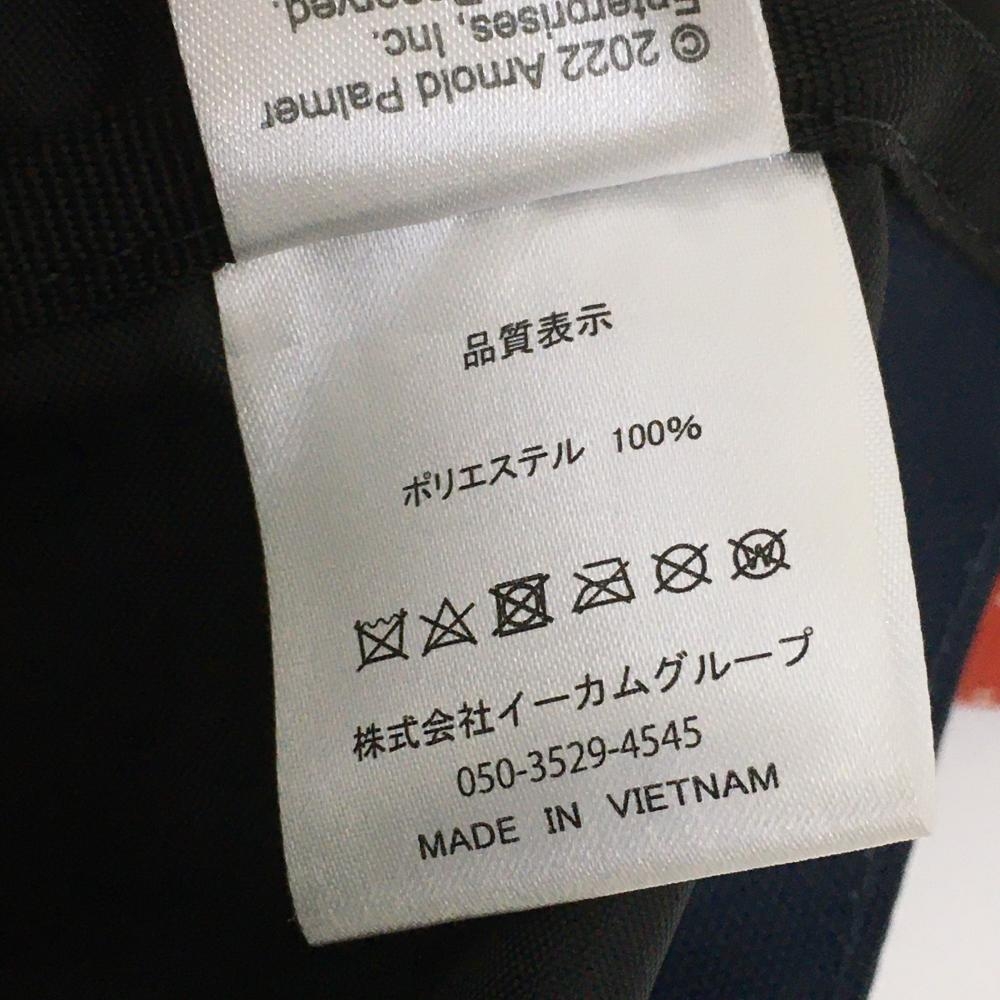 © 2022 Arnold Palmer
Enterprises, Inc.
Reserved.
品質表示
ポリエステル 100%
W
株式会社イーカムグループ
050-3529-4545
MADE IN VIETNAM